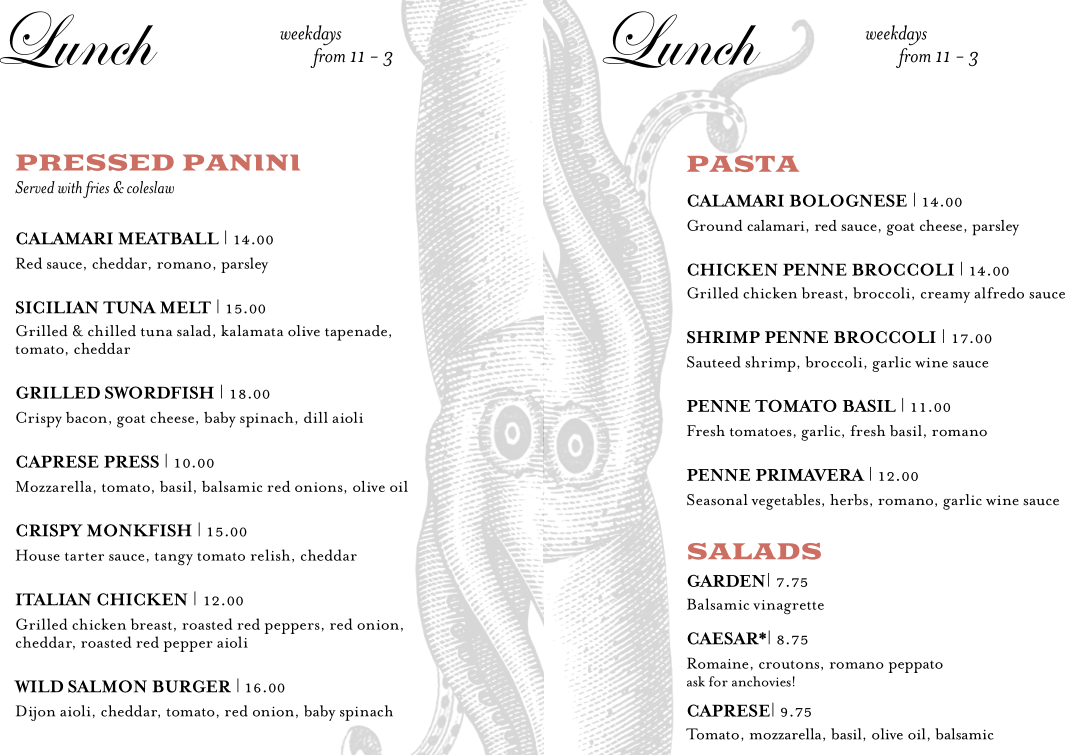 Lunch
weekdays
from 11 – 3
PRESSED PANINI
Served with fries & coleslaw
CALAMARI MEATBALL | 14.00
Red sauce, cheddar, romano, parsley
SICILIAN TUNA MELT | 15.00
Grilled & chilled tuna salad, kalamata olive tapenade,
tomato, cheddar
GRILLED SWORDFISH | 18.00
Crispy bacon, goat cheese, baby spinach, dill aioli
CAPRESE PRESS | 10.00
Mozzarella, tomato, basil, balsamic red onions, olive oil
CRISPY MONKFISH | 15.00
House tarter sauce, tangy tomato relish, cheddar
ITALIAN CHICKEN | 12.00
Grilled chicken breast, roasted red peppers, red onion,
cheddar, roasted red pepper aioli
WILD SALMON BURGER | 16.00
Dijon aioli, cheddar, tomato, red onion, baby spinach
Lunch
weekdays
from 11 – 3
PASTA
CALAMARI BOLOGNESE | 14.00
Ground calamari, red sauce, goat cheese, parsley
CHICKEN PENNE BROCCOLI | 14.00
Grilled chicken breast, broccoli, creamy alfredo sauce
SHRIMP PENNE BROCCOLI | 17.00
Sauteed shrimp, broccoli, garlic wine sauce
PENNE TOMATO BASIL | 11.00
Fresh tomatoes, garlic, fresh basil, romano
PENNE PRIMAVERA | 12.00
Seasonal vegetables, herbs, romano, garlic wine sauce
SALADS
GARDEN| 7.75
Balsamic vinagrette
CAESAR*| 8.75
Romaine, croutons, romano peppato
ask for anchovies!
CAPRESE| 9.75
Tomato, mozzarella, basil, olive oil, balsamic